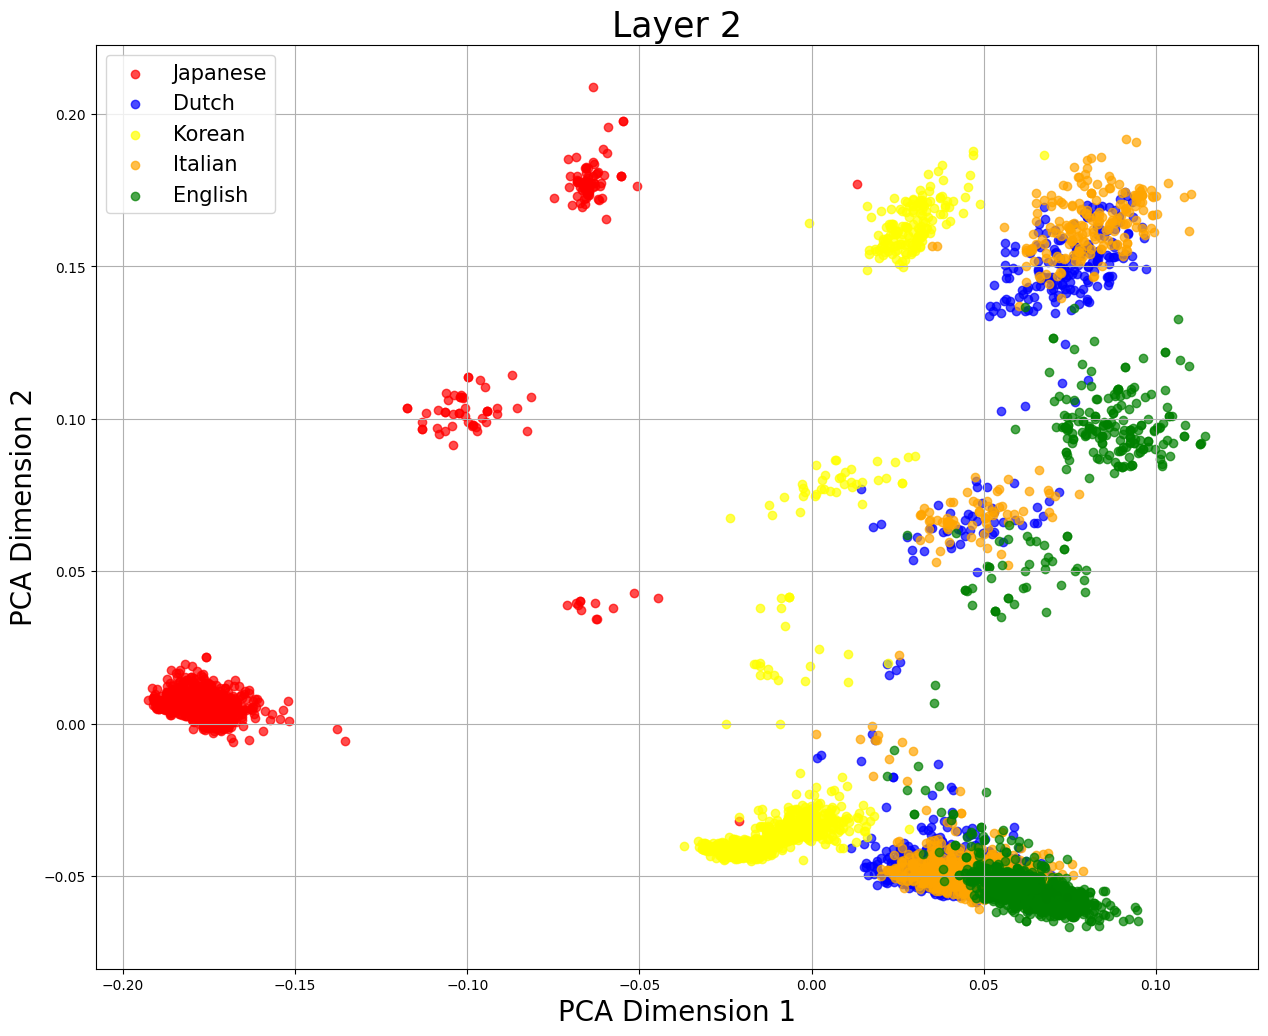 Layer 2
Japanese
Dutch
Korean
Italian
English
0.20
0.15
0.10
0.05
0.00
−0.05
PCA Dimension 2
−0.20
−0.15
−0.10
−0.05
0.00
0.05
0.10
PCA Dimension 1